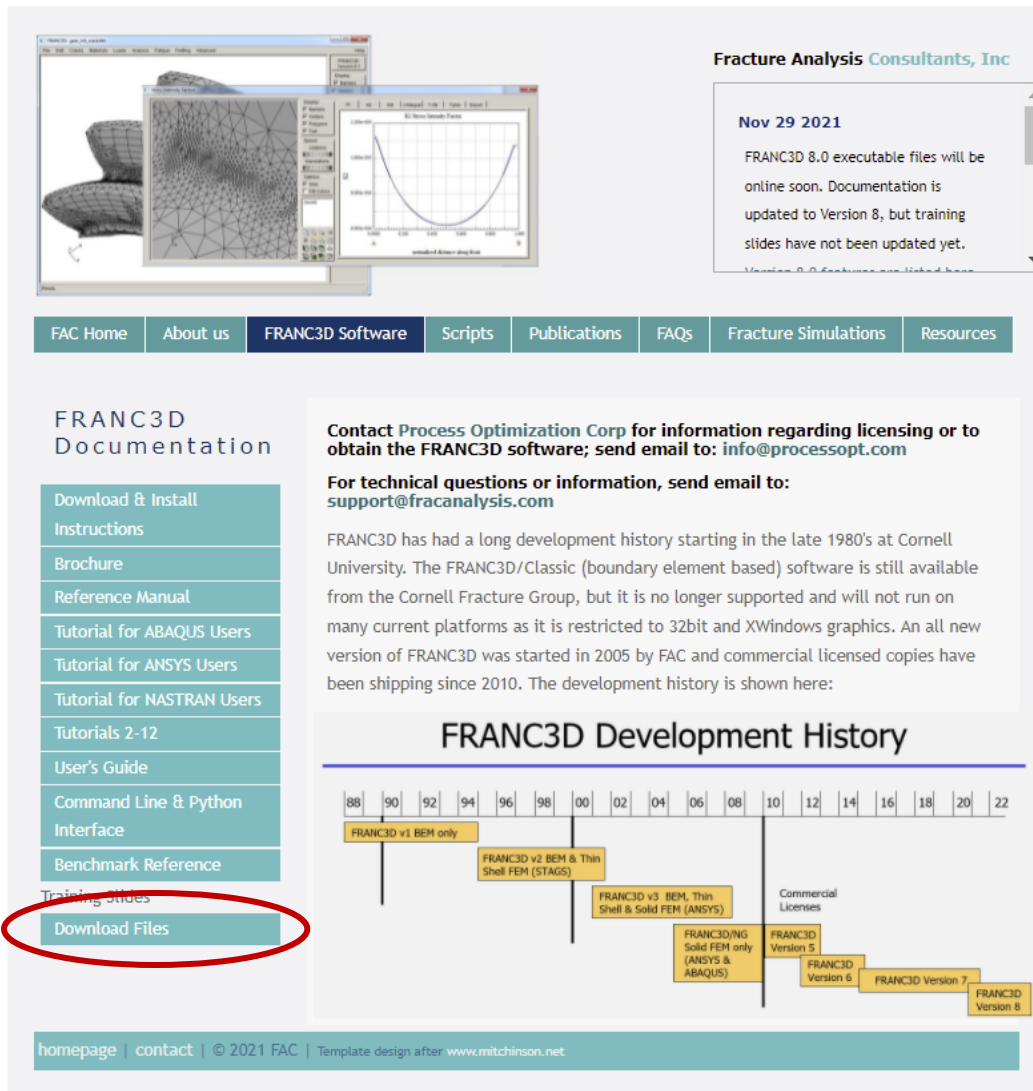 Fracture Analysis Consultants, Inc
Nov 29 2021
FRANC3D 8.0 executable files will be
online soon. Documentation is
updated to Version 8, but training
slides have not been updated yet.
Version 8.0 features are listed here
FAC Home About us FRANC3D Software Scripts Publications FAQs Fracture Simulations Resources
FRANC3D
Documentation
Download & Install
Instructions
Brochure
Reference Manual
Tutorial for ABAQUS Users
Tutorial for ANSYS Users
Tutorial for NASTRAN Users
Tutorials 2-12
User's Guide
Command Line & Python
Interface
Benchmark Reference
Training Slides
Download Files
Contact Process Optimization Corp for information regarding licensing or to
obtain the FRANC3D software; send email to: info@processopt.com
For technical questions or information, send email to:
support@fracanalysis.com
FRANC3D has had a long development history starting in the late 1980's at Cornell
University. The FRANC3D/Classic (boundary element based) software is still available
from the Cornell Fracture Group, but it is no longer supported and will not run on
many current platforms as it is restricted to 32bit and XWindows graphics. An all new
version of FRANC3D was started in 2005 by FAC and commercial licensed copies have
been shipping since 2010. The development history is shown here:
FRANC3D Development History
88 90 92 94 96 98 00 02 04 06 08 10 12 14 16 18 20 22
FRANC3D v1 BEM only
FRANC3D v2 BEM & Thin
Shell FEM (STAGS)
FRANC3D v3 BEM, Thin
Shell & Solid FEM (ANSYS)
Commercial
Licenses
FRANC3D/NG
Solid FEM only
(ANSYS &
ABAQUS)
FRANC3D
Version 5
FRANC3D
Version 6
FRANC3D Version 7
FRANC3D
Version 8
homepage | contact | © 2021 FAC | Template design after www.mitchinson.net